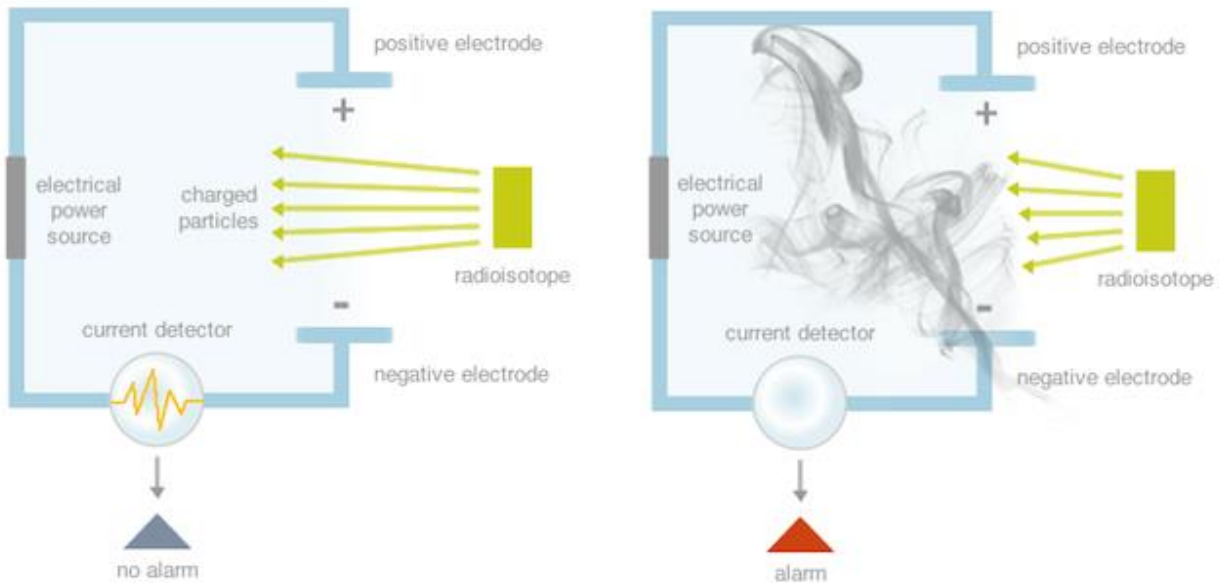 positive electrode
+
electrical
power
source
charged
particles
radioisotope
-
current detector
negative electrode
no alarm
positive electrode
+
electrical
power
source
radioisotope
-
current detector
negative electrode
alarm